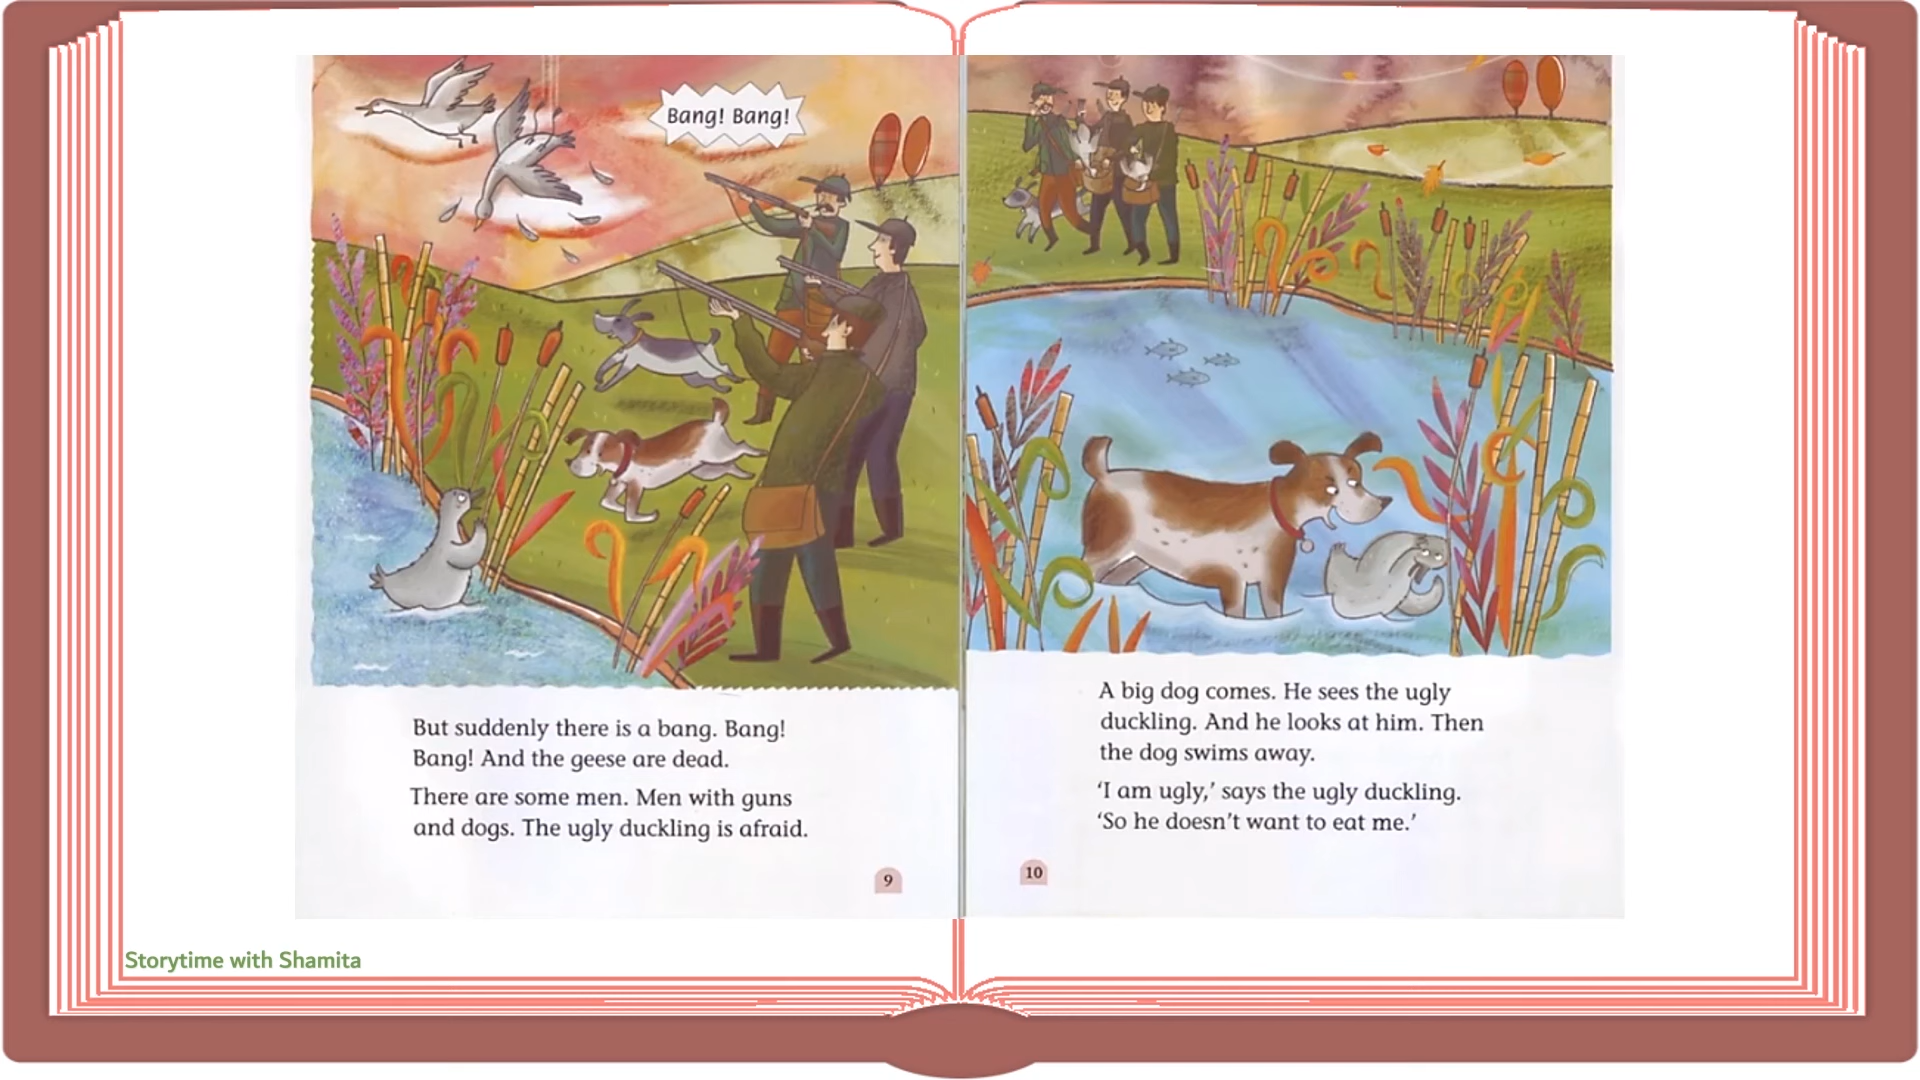 Bang! Bang!
But suddenly there is a bang. Bang!
Bang! And the geese are dead.
There are some men. Men with guns
and dogs. The ugly duckling is afraid.
9
A big dog comes. He sees the ugly
duckling. And he looks at him. Then
the dog swims away.
‘I am ugly,’ says the ugly duckling.
‘So he doesn’t want to eat me.’
10
Storytime with Shamita